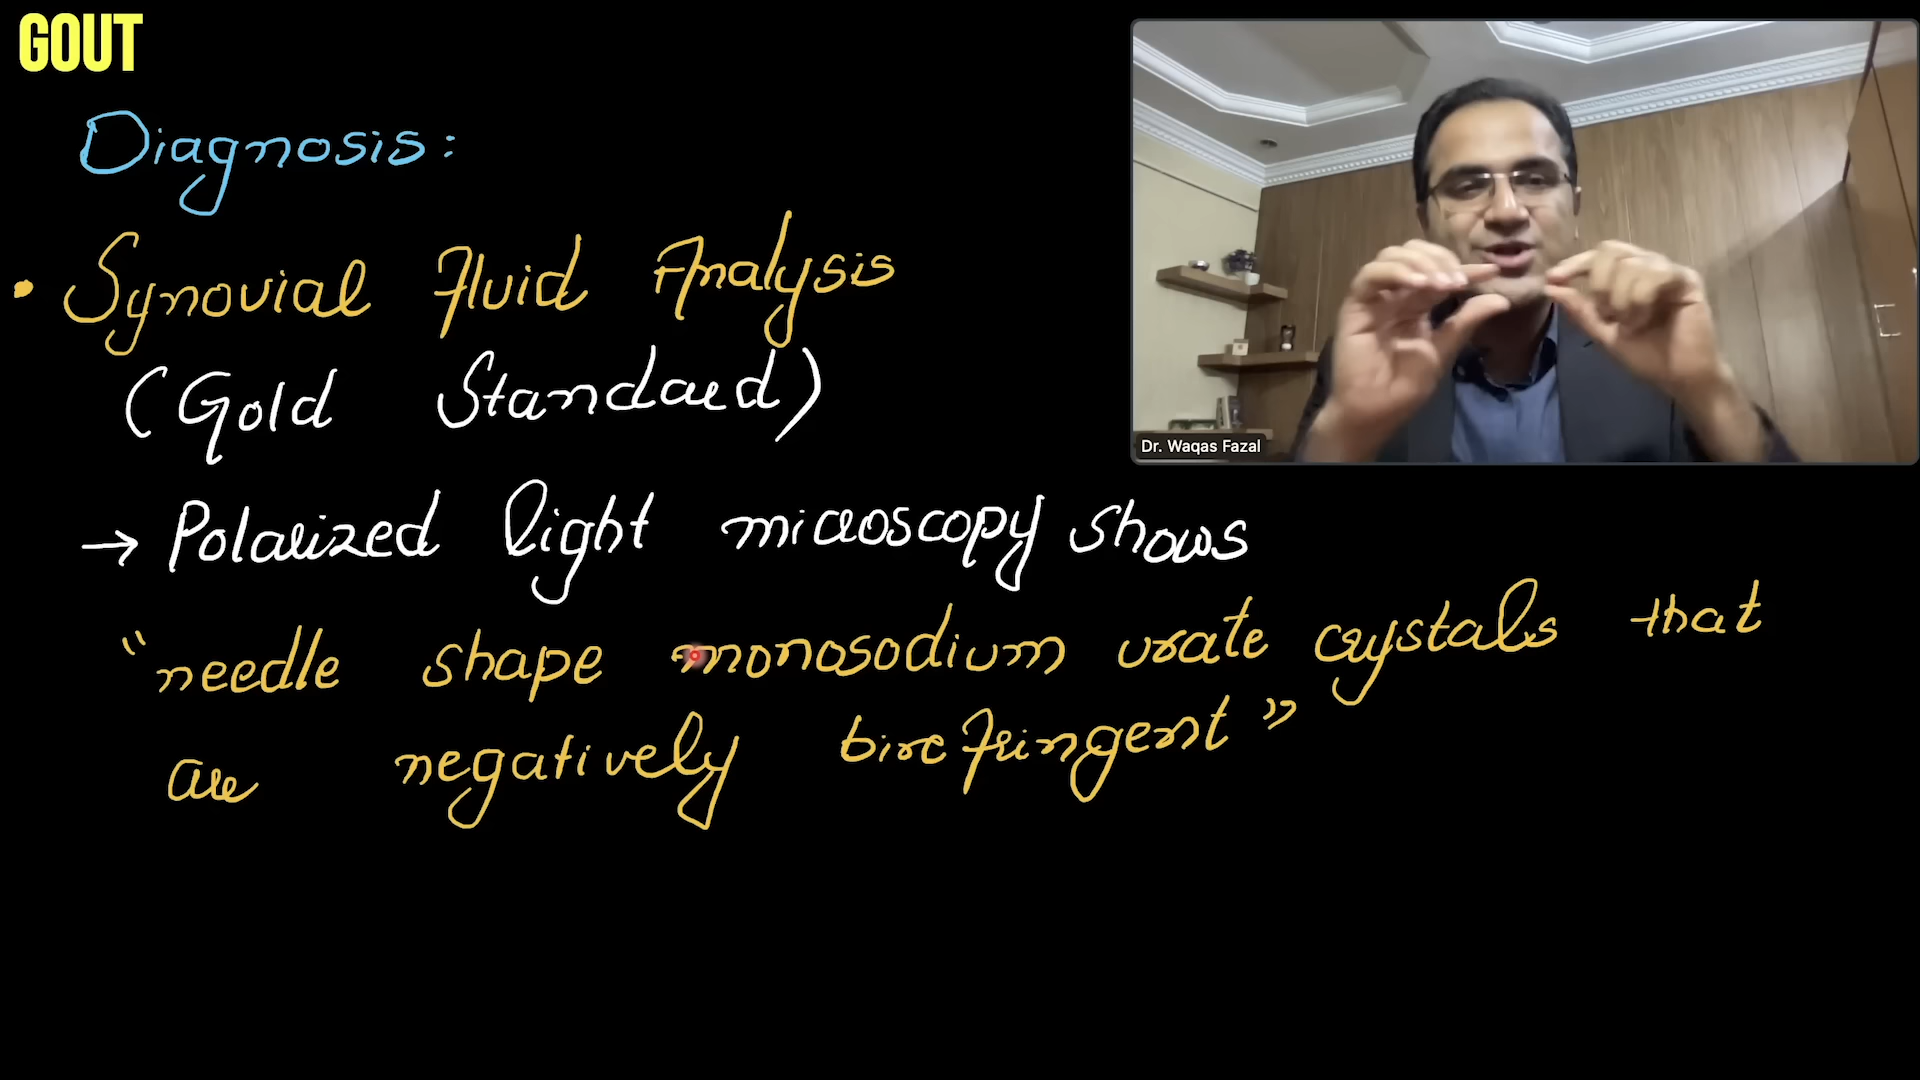 GOUT
Diagnosis:
• Synovial Fluid Analysis
(Gold Standard)
→ Polarized light microscopy shows
"needle shape monosodium urate crystals that
are negatively birefringent"
Dr. Waqas Fazal